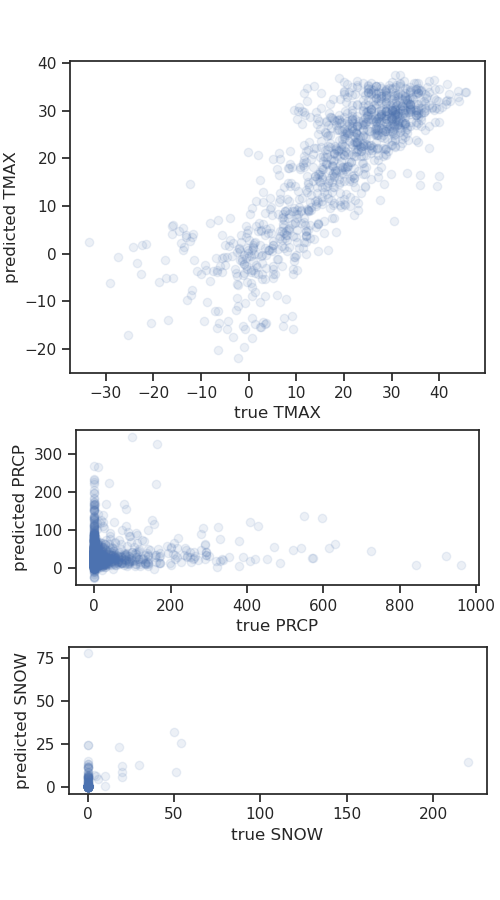 40
30
20
10
0
−10
−20
predicted TMAX
−30 −20 −10 0 10 20 30 40
true TMAX
300
200
100
0
predicted PRCP
0 200 400 600 800 1000
true PRCP
75
50
25
0
predicted SNOW
0 50 100 150 200
true SNOW